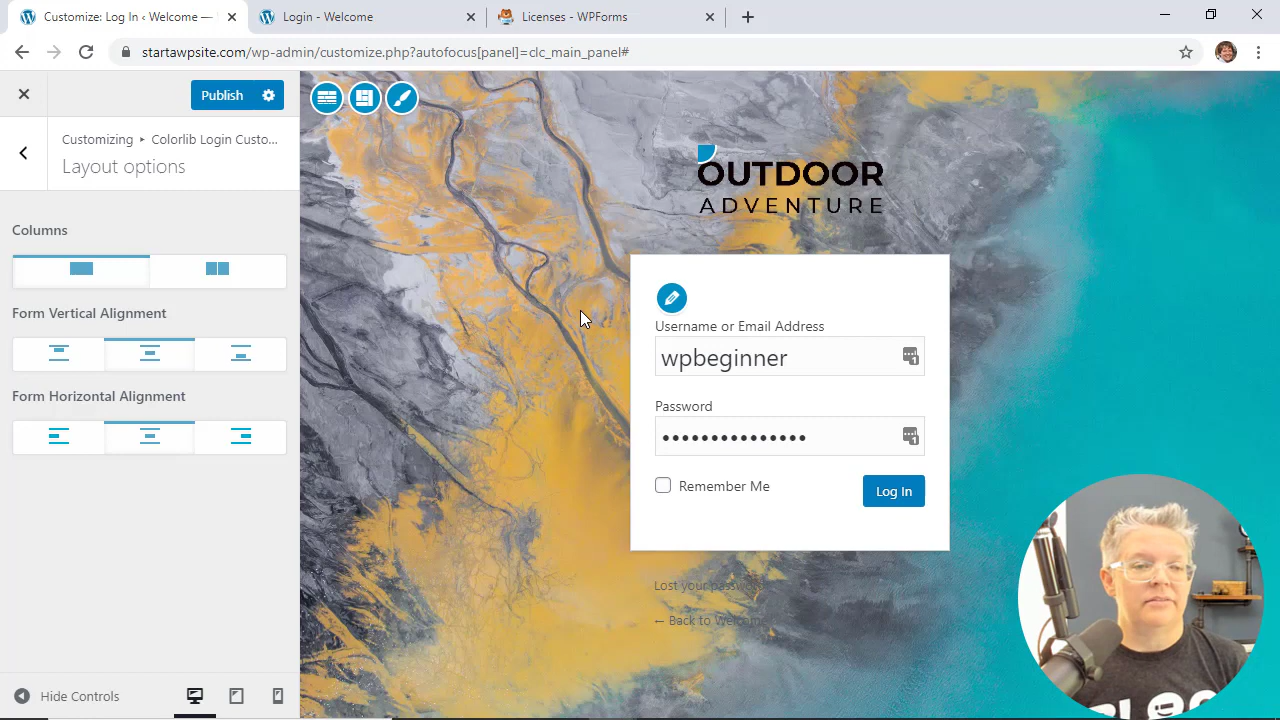 Customize: Log In ‹ Welcome —
Login - Welcome
Licenses - WPForms
startawpsite.com/wp-admin/customize.php?autofocus[panel]=clc_main_panel#
Publish
Customizing ▸ Colorlib Login Custo...
Layout options
Columns
Form Vertical Alignment
Form Horizontal Alignment
Hide Controls
OUTDOOR
ADVENTURE
Username or Email Address
wpbeginner
1
Password
•••••••••••••••
1
Remember Me
Log In
Lost your
← Back to